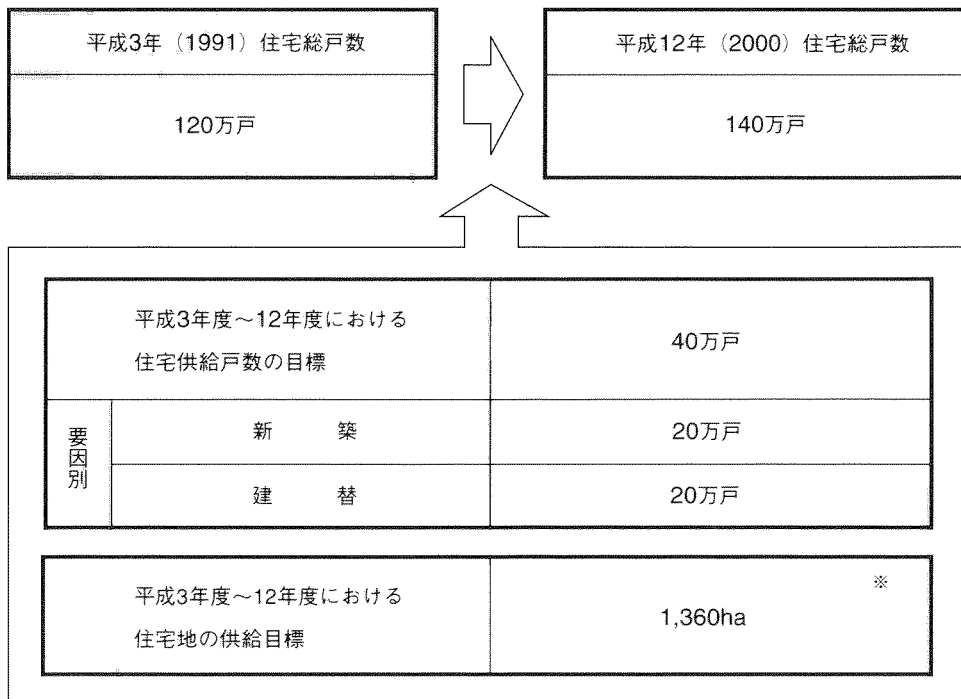 平成3年（1991）住宅総戸数
120万戸
平成12年（2000）住宅総戸数
140万戸
平成3年度～12年度における
住宅供給戸数の目標
40万戸
要因別
新　築
20万戸
建　替
20万戸
平成3年度～12年度における
住宅地の供給目標
※
1,360ha